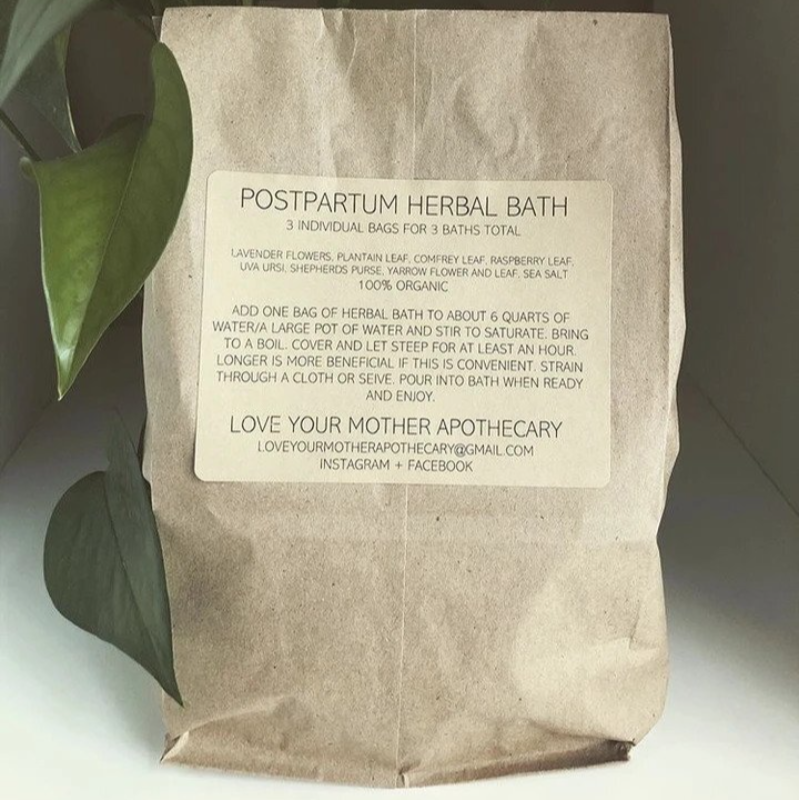 POSTPARTUM HERBAL BATH
3 INDIVIDUAL BAGS FOR 3 BATHS TOTAL
LAVENDER FLOWERS, PLANTAIN LEAF, COMFREY LEAF, RASPBERRY LEAF,
UVA URSI, SHEPHERDS PURSE, YARROW FLOWER AND LEAF, SEA SALT
100% ORGANIC
ADD ONE BAG OF HERBAL BATH TO ABOUT 6 QUARTS OF
WATER/A LARGE POT OF WATER AND STIR TO SATURATE. BRING
TO A BOIL. COVER AND LET STEEP FOR AT LEAST AN HOUR.
LONGER IS MORE BENEFICIAL IF THIS IS CONVENIENT. STRAIN
THROUGH A CLOTH OR SEIVE. POUR INTO BATH WHEN READY
AND ENJOY.
LOVE YOUR MOTHER APOTHECARY
LOVEYOURMOTHERAPOTHECARY@GMAIL.COM
INSTAGRAM + FACEBOOK